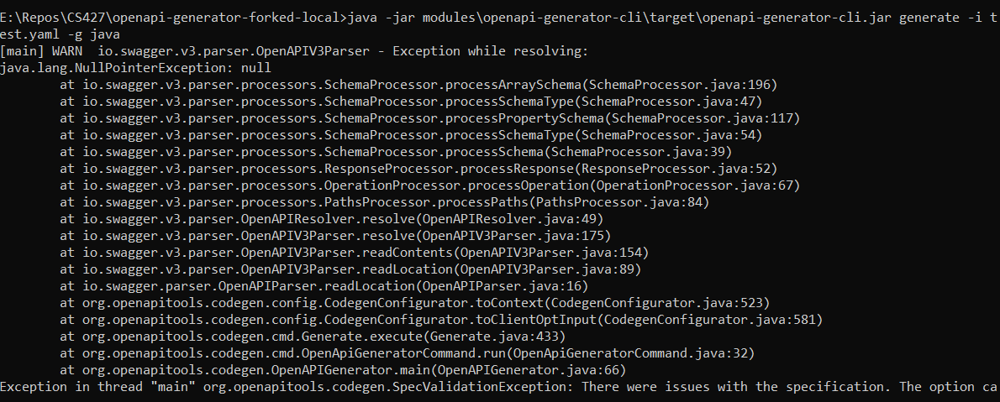 E:\Repos\CS427\openapi-generator-forked-local>java -jar modules\openapi-generator-cli\target\openapi-generator-cli.jar generate -i t
est.yaml -g java
[main] WARN  io.swagger.v3.parser.OpenAPIV3Parser - Exception while resolving:
java.lang.NullPointerException: null
        at io.swagger.v3.parser.processors.SchemaProcessor.processArraySchema(SchemaProcessor.java:196)
        at io.swagger.v3.parser.processors.SchemaProcessor.processSchemaType(SchemaProcessor.java:47)
        at io.swagger.v3.parser.processors.SchemaProcessor.processPropertySchema(SchemaProcessor.java:117)
        at io.swagger.v3.parser.processors.SchemaProcessor.processSchemaType(SchemaProcessor.java:54)
        at io.swagger.v3.parser.processors.SchemaProcessor.processSchema(SchemaProcessor.java:39)
        at io.swagger.v3.parser.processors.ResponseProcessor.processResponse(ResponseProcessor.java:52)
        at io.swagger.v3.parser.processors.OperationProcessor.processOperation(OperationProcessor.java:67)
        at io.swagger.v3.parser.processors.PathsProcessor.processPaths(PathsProcessor.java:84)
        at io.swagger.v3.parser.OpenAPIResolver.resolve(OpenAPIResolver.java:49)
        at io.swagger.v3.parser.OpenAPIV3Parser.resolve(OpenAPIV3Parser.java:175)
        at io.swagger.v3.parser.OpenAPIV3Parser.readContents(OpenAPIV3Parser.java:154)
        at io.swagger.v3.parser.OpenAPIV3Parser.readLocation(OpenAPIV3Parser.java:89)
        at io.swagger.parser.OpenAPIParser.readLocation(OpenAPIParser.java:16)
        at org.openapitools.codegen.config.CodegenConfigurator.toContext(CodegenConfigurator.java:523)
        at org.openapitools.codegen.config.CodegenConfigurator.toClientOptInput(CodegenConfigurator.java:581)
        at org.openapitools.codegen.cmd.Generate.execute(Generate.java:433)
        at org.openapitools.codegen.cmd.OpenApiGeneratorCommand.run(OpenApiGeneratorCommand.java:32)
        at org.openapitools.codegen.OpenAPIGenerator.main(OpenAPIGenerator.java:66)
Exception in thread "main" org.openapitools.codegen.SpecValidationException: There were issues with the specification. The option ca